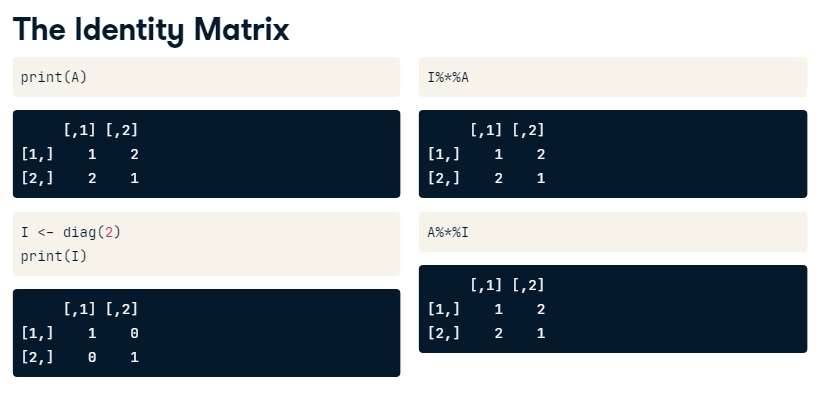 The Identity Matrix
print(A)
     [,1] [,2]
[1,]    1    2
[2,]    2    1
I <- diag(2)
print(I)
     [,1] [,2]
[1,]    1    0
[2,]    0    1
I%*%A
     [,1] [,2]
[1,]    1    2
[2,]    2    1
A%*%I
     [,1] [,2]
[1,]    1    2
[2,]    2    1